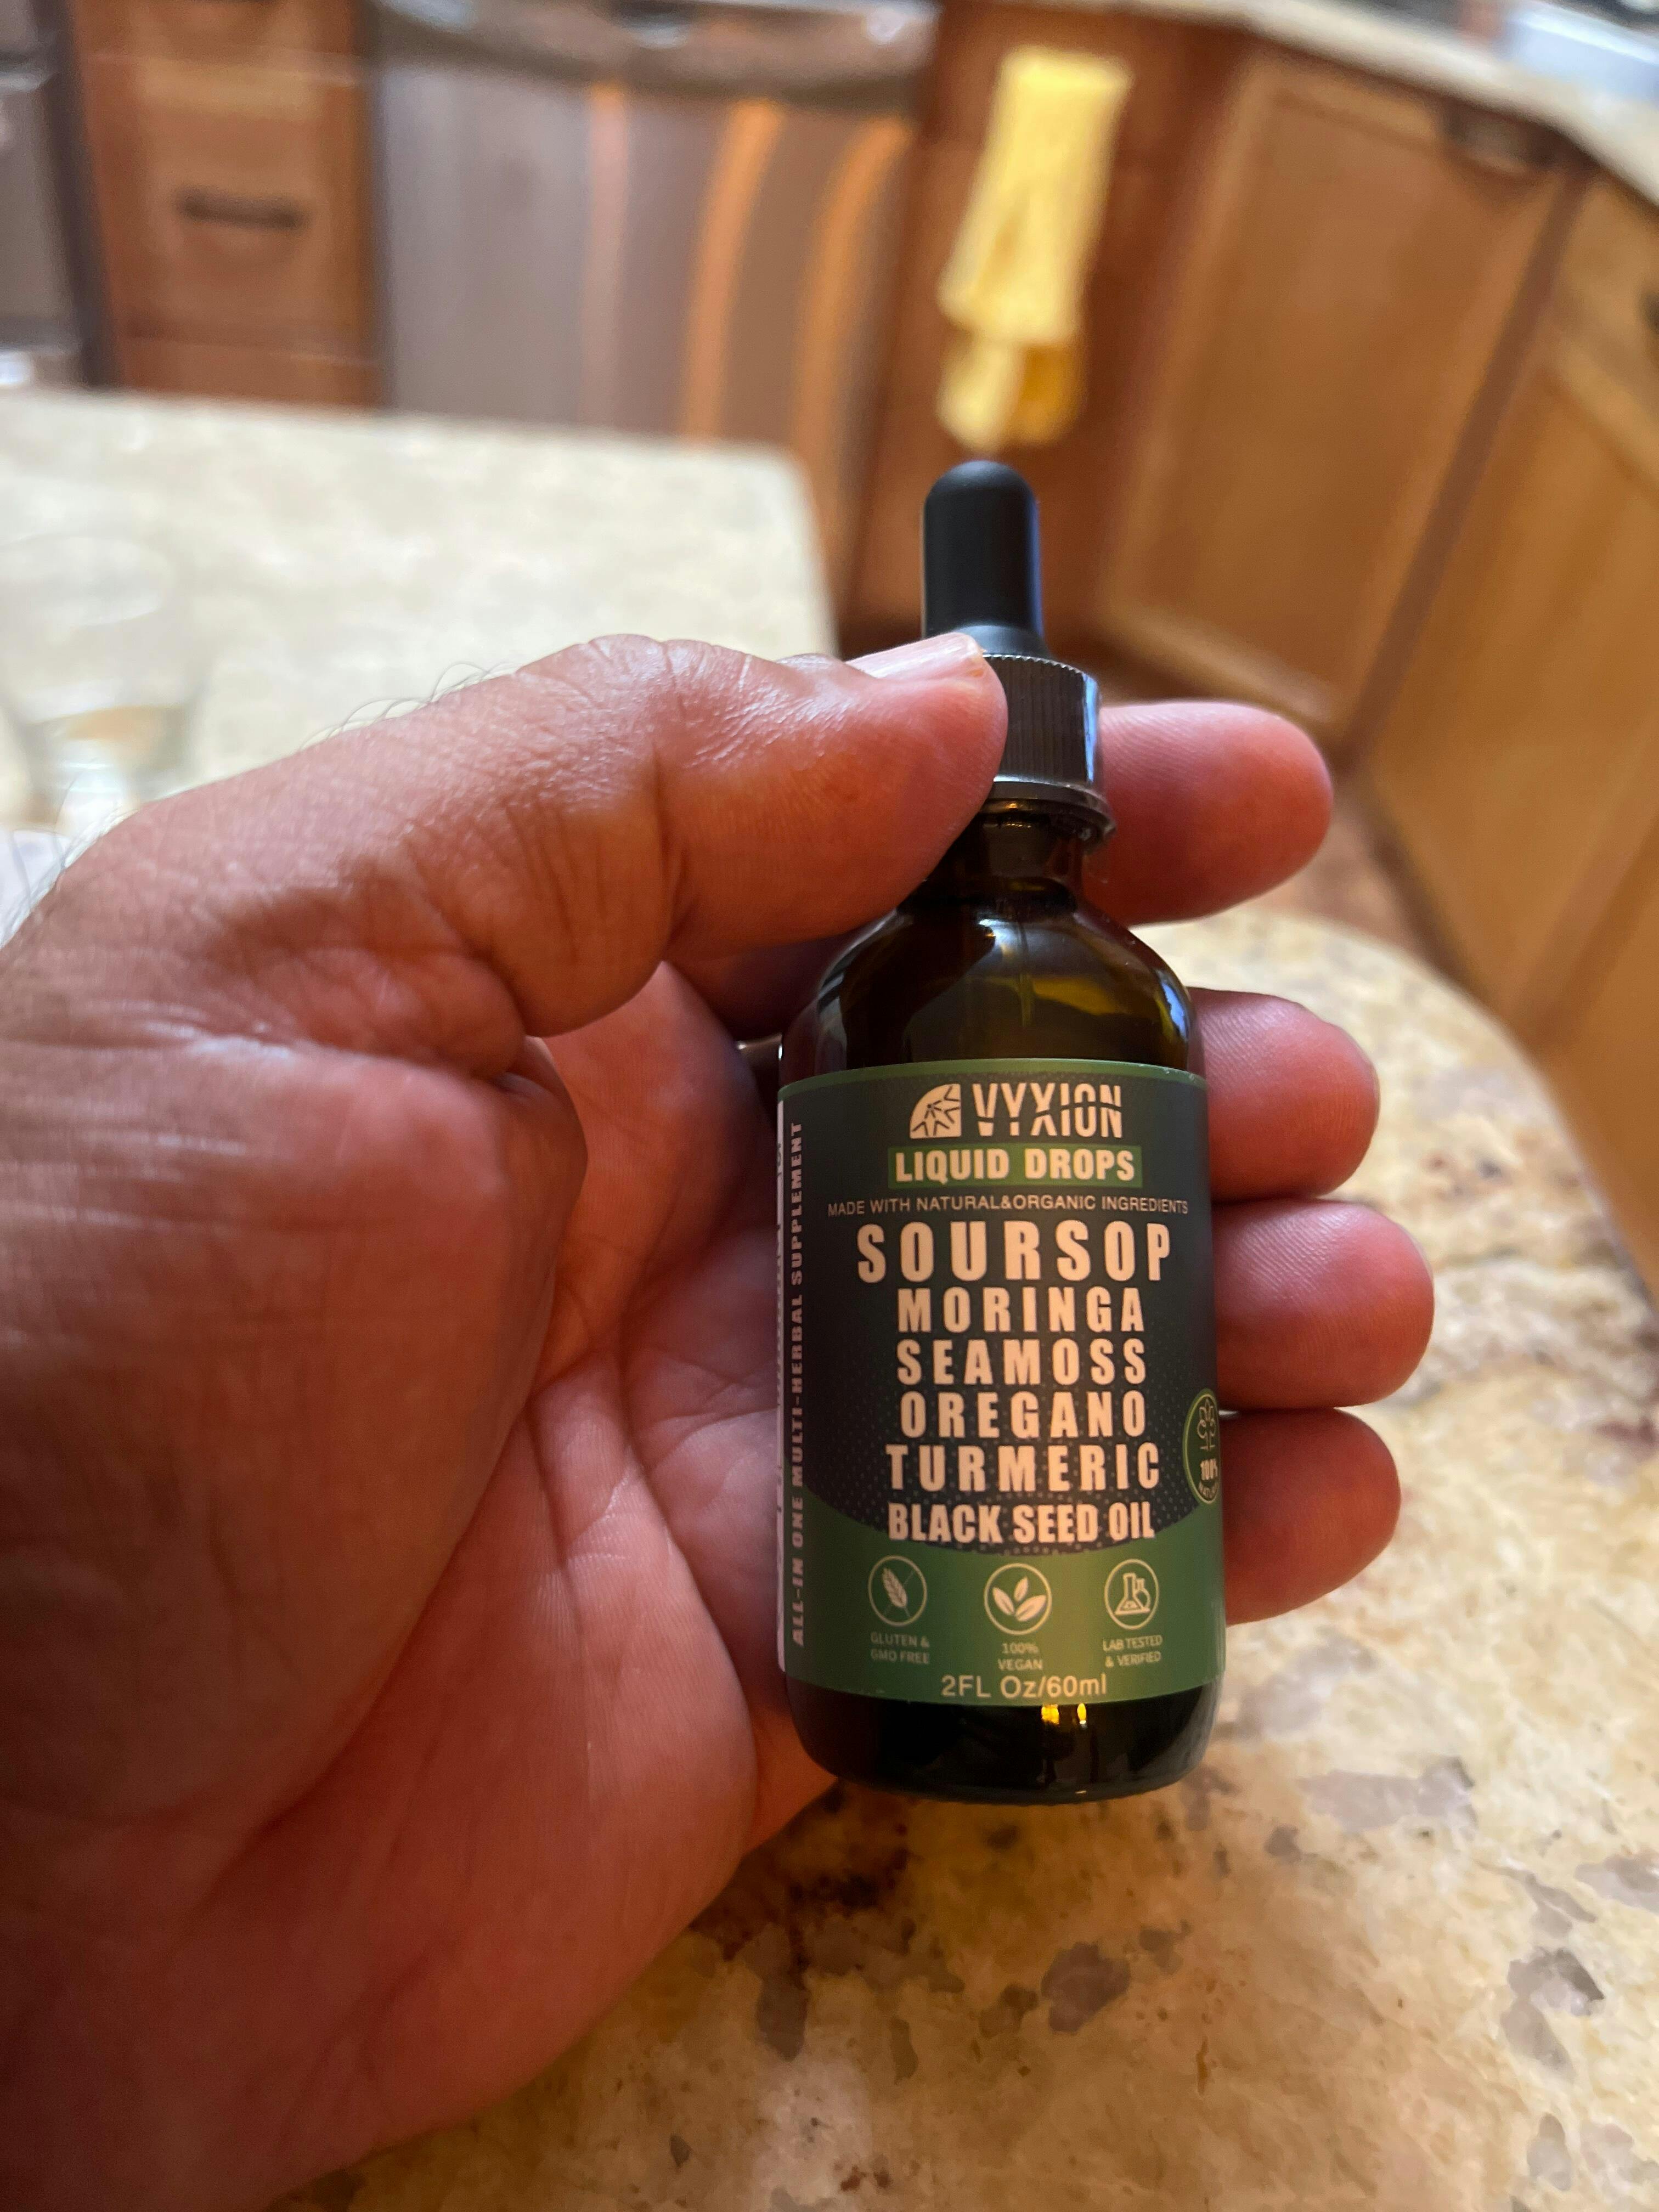 VYXION
LIQUID DROPS
MADE WITH NATURAL&ORGANIC INGREDIENTS
SOURSOP
MORINGA
SEAMOSS
OREGANO
TURMERIC
BLACK SEED OIL
GLUTEN &
GMO FREE
100%
VEGAN
LAB TESTED
& VERIFIED
2FL Oz/60ml
ALL-IN ONE MULTI-HERBAL SUPPLEMENT
100%